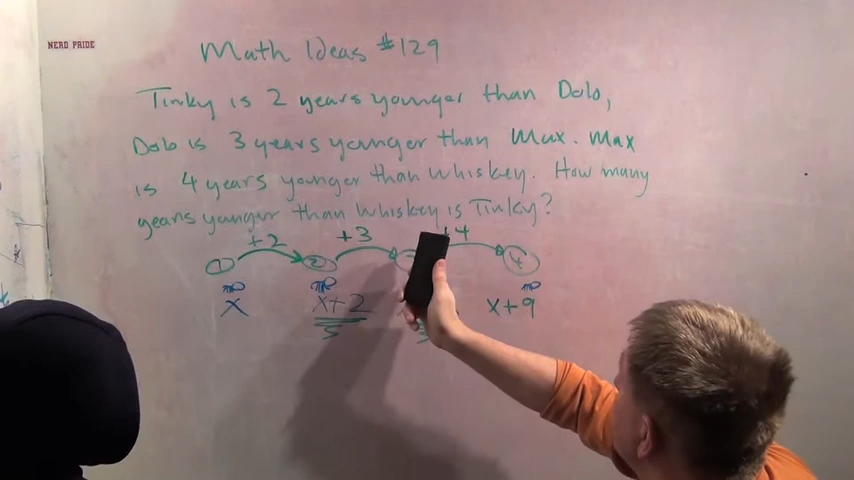 NERD PRIDE
Math Ideas #129
Tinky is 2 years younger than Dolo,
Dolo is 3 years younger than Max. Max
is 4 years younger than Whiskey. How many
years younger than Whiskey is Tinky?
+2 +3 +4
1 2 4
x x+2 x+9
5